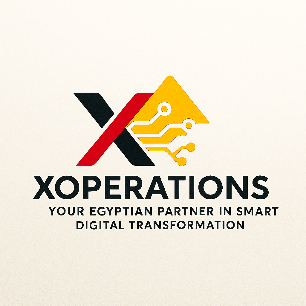 XOPERATIONS
YOUR EGYPTIAN PARTNER IN SMART
DIGITAL TRANSFORMATION